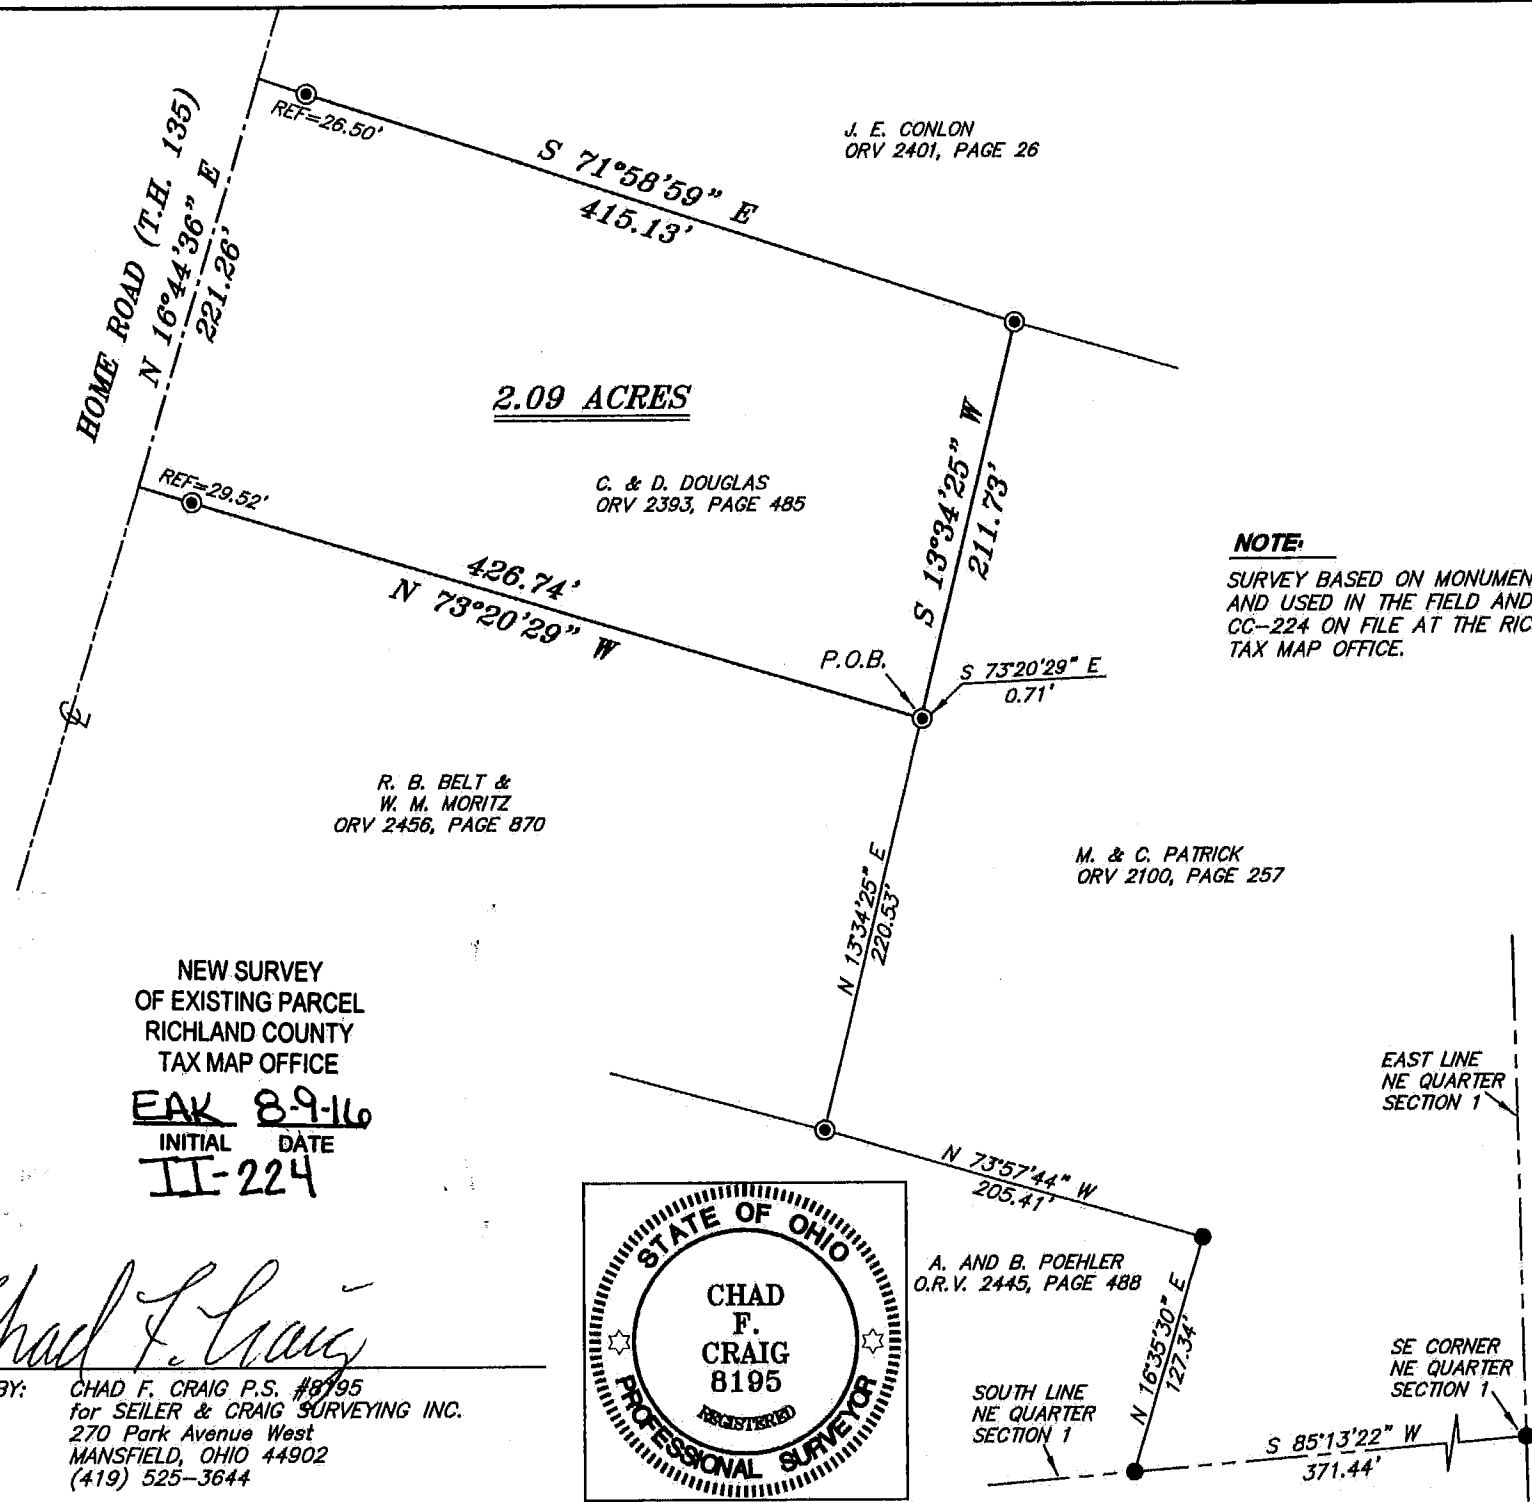 REF=26.50'
J. E. CONLON
ORV 2401, PAGE 26
S 71°58'59" E
415.13'
HOME ROAD (T.H. 135)
N 16°44'36" E
221.26'
2.09 ACRES
C. & D. DOUGLAS
ORV 2393, PAGE 485
REF=29.52'
S 13°34'25" W
211.73'
426.74'
N 73°20'29" W
NOTE:
SURVEY BASED ON MONUMEN
AND USED IN THE FIELD AND
CC-224 ON FILE AT THE RIC
TAX MAP OFFICE.
P.O.B.
S 73°20'29" E
0.71'
R. B. BELT &
W. M. MORITZ
ORV 2456, PAGE 870
M. & C. PATRICK
ORV 2100, PAGE 257
N 13°34'25" E
220.53'
NEW SURVEY
OF EXISTING PARCEL
RICHLAND COUNTY
TAX MAP OFFICE
EAK 8-9-16
INITIAL DATE
II-224
EAST LINE
NE QUARTER
SECTION 1
N 73°57'44" W
205.41'
A. AND B. POEHLER
O.R.V. 2445, PAGE 488
N 16°35'30" E
127.34'
SE CORNER
NE QUARTER
SECTION 1
SOUTH LINE
NE QUARTER
SECTION 1
S 85°13'22" W
371.44'
STATE OF OHIO
CHAD
F.
CRAIG
8195
REGISTERED
PROFESSIONAL SURVEYOR
Chad F. Craig
BY: CHAD F. CRAIG P.S. #8195
for SEILER & CRAIG SURVEYING INC.
270 Park Avenue West
MANSFIELD, OHIO 44902
(419) 525-3644